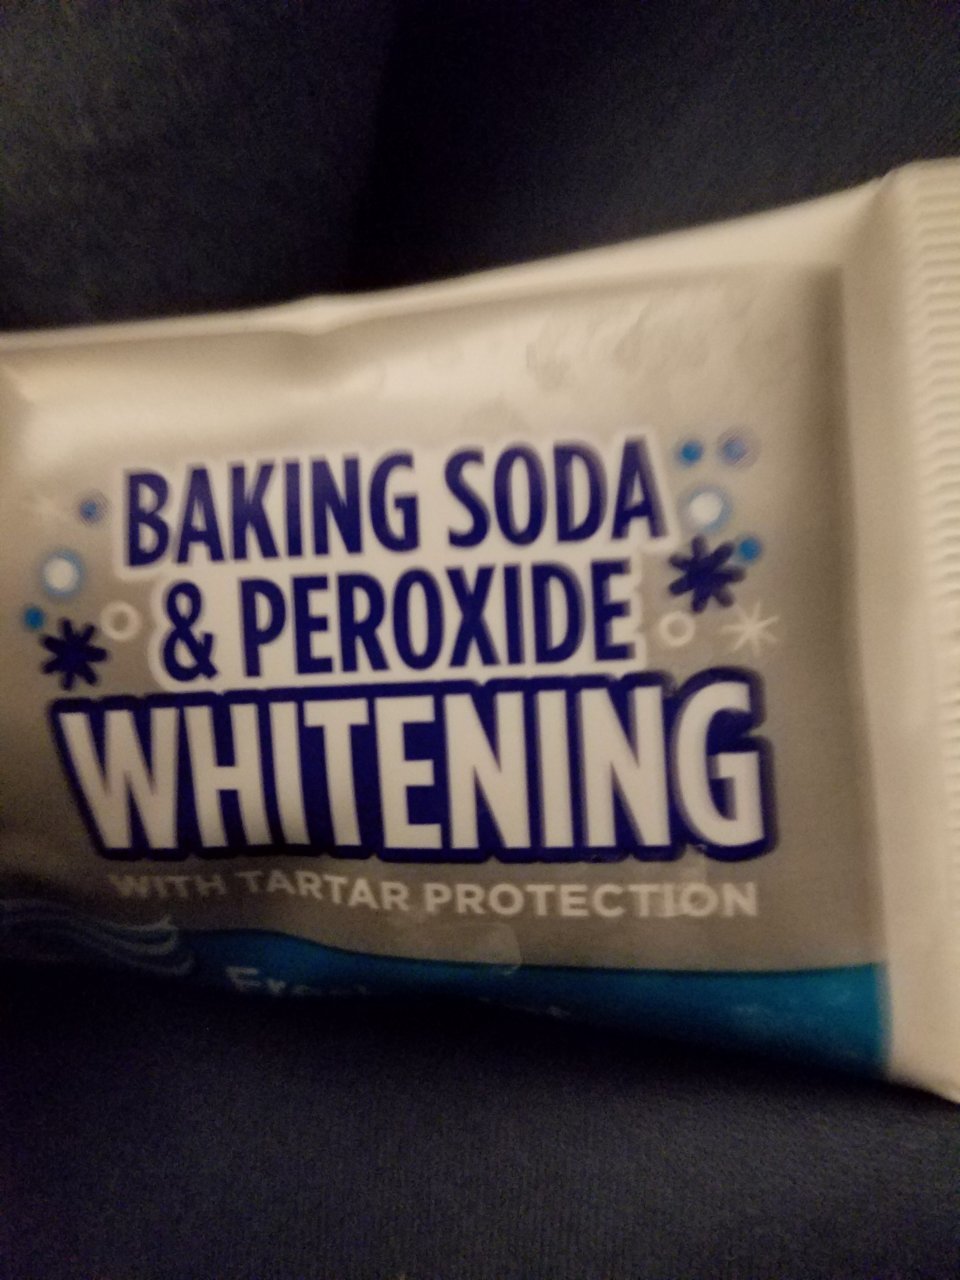 BAKING SODA
& PEROXIDE
WHITENING
WITH TARTAR PROTECTION